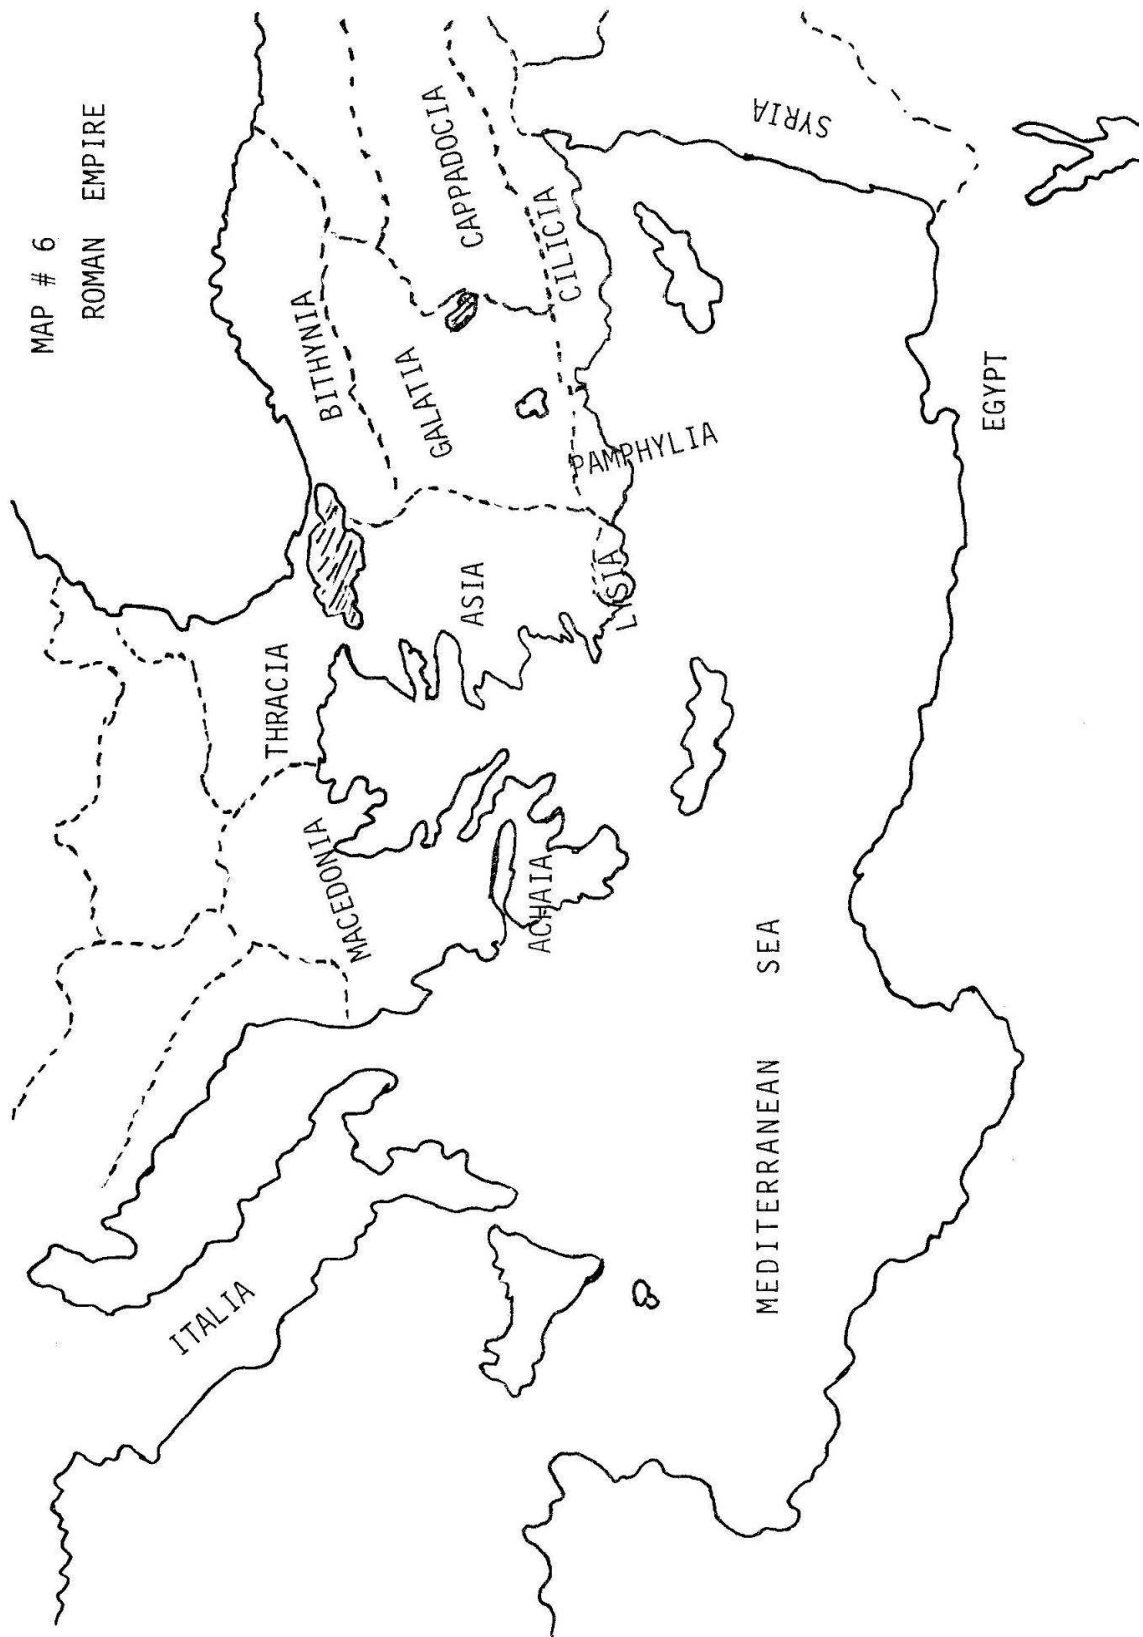 MAP # 6
ROMAN EMPIRE
BITHYNIA
CAPPADOCIA
GALATIA
CILICIA
PAMPHYLIA
SYRIA
THRACIA
ASIA
LYSIA
MACEDONIA
ACHAIA
ITALIA
MEDITERRANEAN SEA
EGYPT